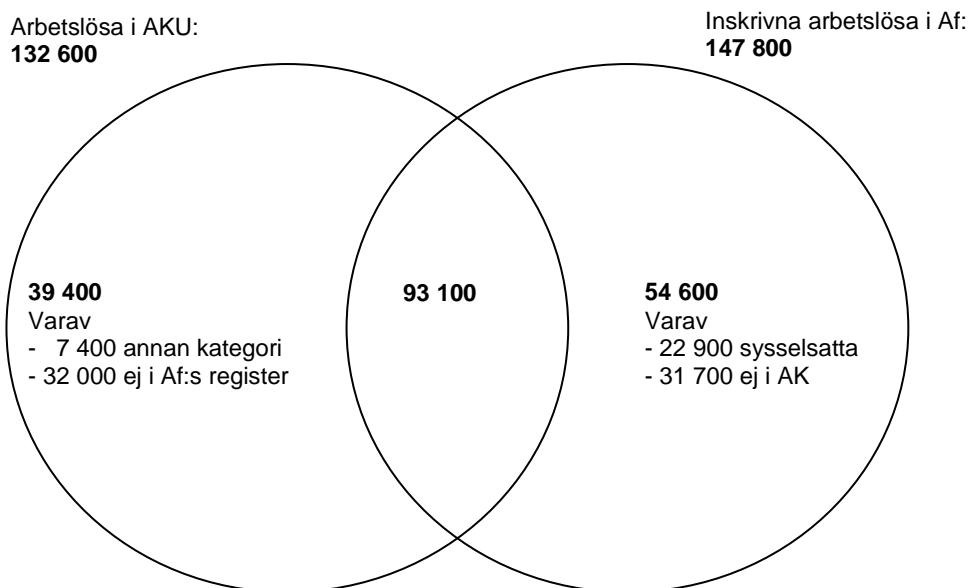 Arbetslösa i AKU:
132 600
Inskrivna arbetslösa i Af:
147 800
39 400
Varav
- 7 400 annan kategori
- 32 000 ej i Af:s register
93 100
54 600
Varav
- 22 900 sysselsatta
- 31 700 ej i AK